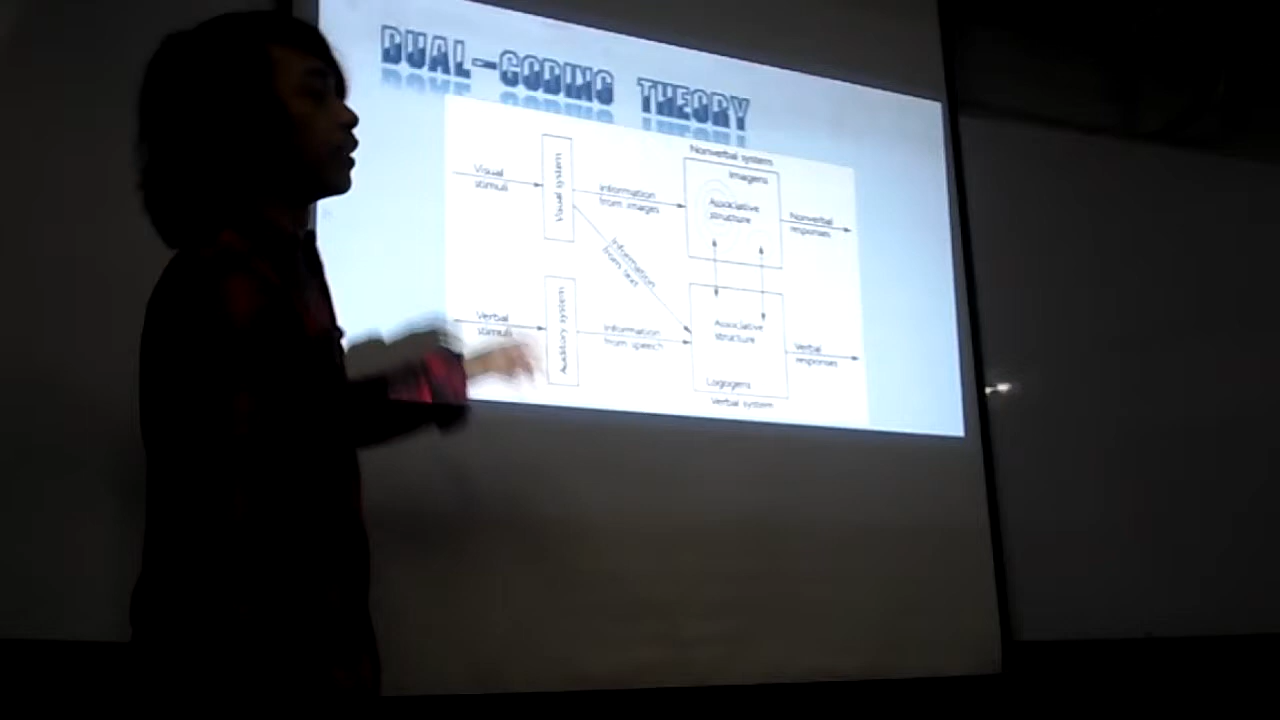 DUAL-CODING THEORY
Nonverbal system
Imagens
Visual
stimuli
Visual system
Information
from images
Associative
structure
Nonverbal
responses
Information
from text
Verbal
stimuli
Auditory system
Information
from speech
Associative
structure
Verbal
responses
Logogens
Verbal system